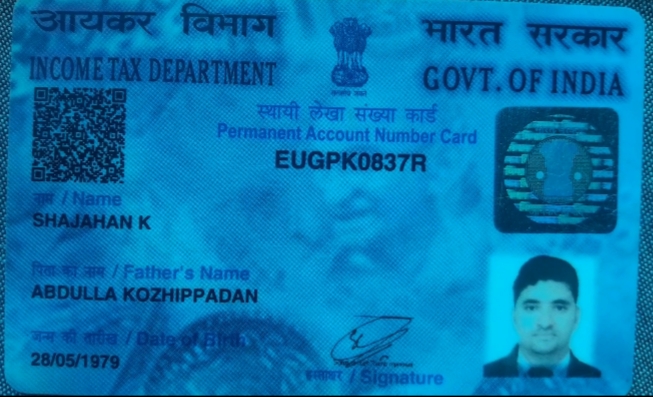 आयकर विभाग
INCOME TAX DEPARTMENT
भारत सरकार
GOVT. OF INDIA
स्थायी लेखा संख्या कार्ड
Permanent Account Number Card
EUGPK0837R
नाम / Name
SHAJAHAN K
पिता का नाम / Father's Name
ABDULLA KOZHIPPADAN
जन्म की तारीख / Date of Birth
28/05/1979
हस्ताक्षर / Signature